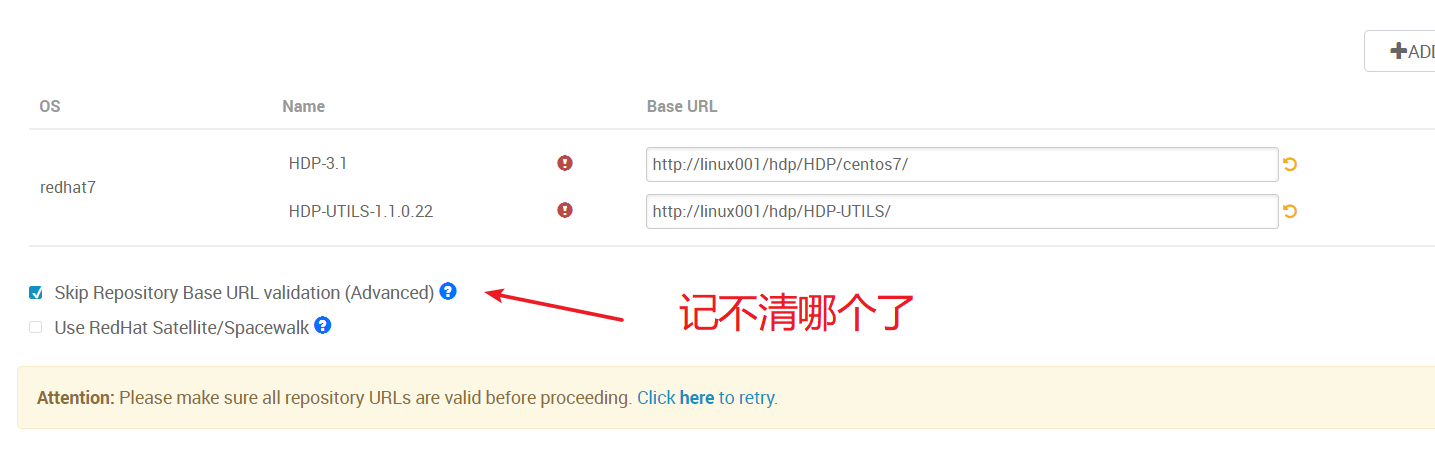 ADD
OS Name Base URL
redhat7
HDP-3.1 http://linux001/hdp/HDP/centos7/
HDP-UTILS-1.1.0.22 http://linux001/hdp/HDP-UTILS/
Skip Repository Base URL validation (Advanced) ?
记不清哪个了
Use RedHat Satellite/Spacewalk ?
Attention: Please make sure all repository URLs are valid before proceeding. Click here to retry.